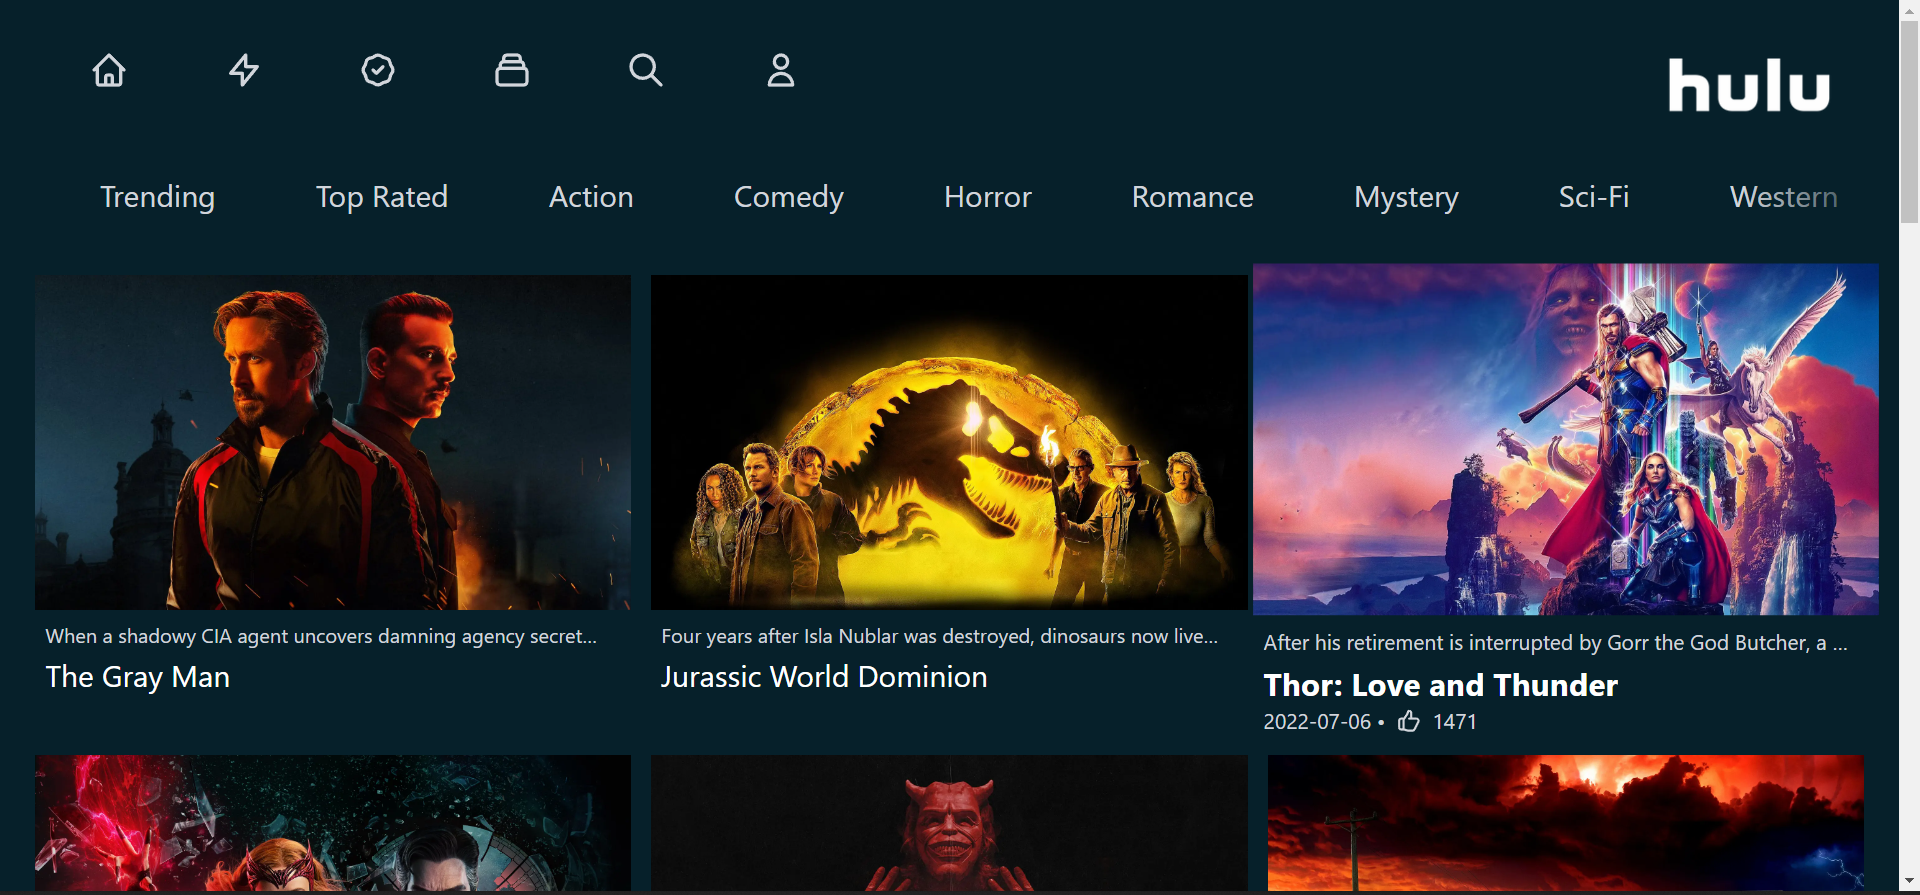 hulu
Trending Top Rated Action Comedy Horror Romance Mystery Sci-Fi Western
When a shadowy CIA agent uncovers damning agency secret...
The Gray Man
Four years after Isla Nublar was destroyed, dinosaurs now live...
Jurassic World Dominion
After his retirement is interrupted by Gorr the God Butcher, a ...
Thor: Love and Thunder
2022-07-06 • 1471